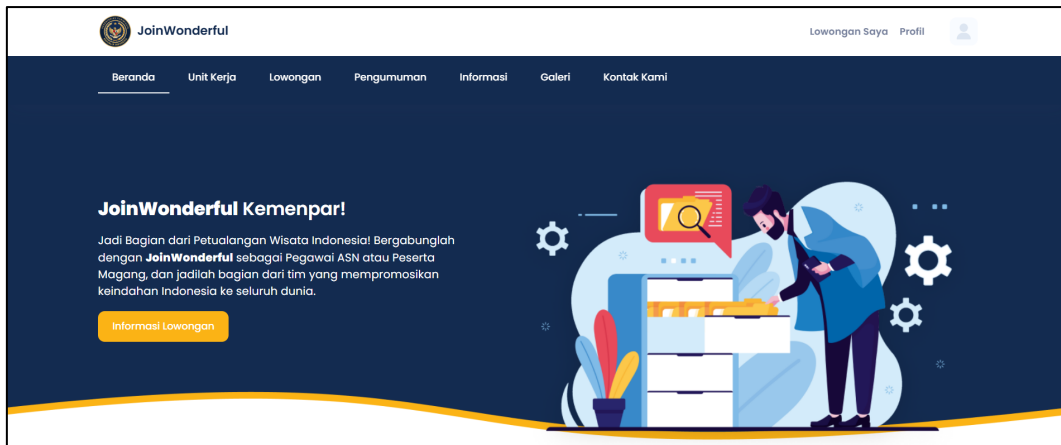 JoinWonderful
Lowongan Saya Profil
Beranda Unit Kerja Lowongan Pengumuman Informasi Galeri Kontak Kami
JoinWonderful Kemenpar!
Jadi Bagian dari Petualangan Wisata Indonesia! Bergabunglah
dengan JoinWonderful sebagai Pegawai ASN atau Peserta
Magang, dan jadilah bagian dari tim yang mempromosikan
keindahan Indonesia ke seluruh dunia.
Informasi Lowongan